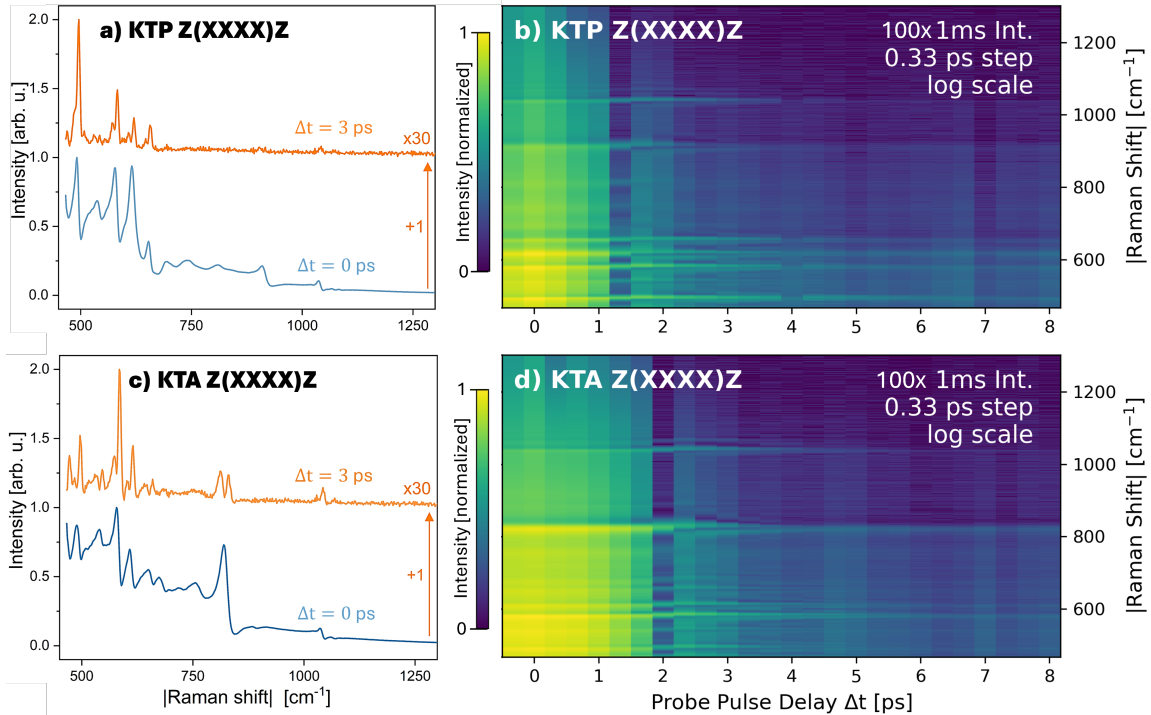 a) KTP Z(XXXX)Z
Intensity [arb. u.]
2.0
1.5
1.0
0.5
0.0
Δt = 3 ps
x30
+1
Δt = 0 ps
500
750
1000
1250
b) KTP Z(XXXX)Z
100x 1ms Int.
0.33 ps step
log scale
1
Intensity [normalized]
0
1200
1000
800
600
|Raman Shift| [cm⁻¹]
0 1 2 3 4 5 6 7 8
c) KTA Z(XXXX)Z
Intensity [arb. u.]
2.0
1.5
1.0
0.5
0.0
Δt = 3 ps
x30
+1
Δt = 0 ps
500
750
1000
1250
|Raman shift| [cm⁻¹]
d) KTA Z(XXXX)Z
100x 1ms Int.
0.33 ps step
log scale
1
Intensity [normalized]
0
1200
1000
800
600
|Raman Shift| [cm⁻¹]
0 1 2 3 4 5 6 7 8
Probe Pulse Delay Δt [ps]